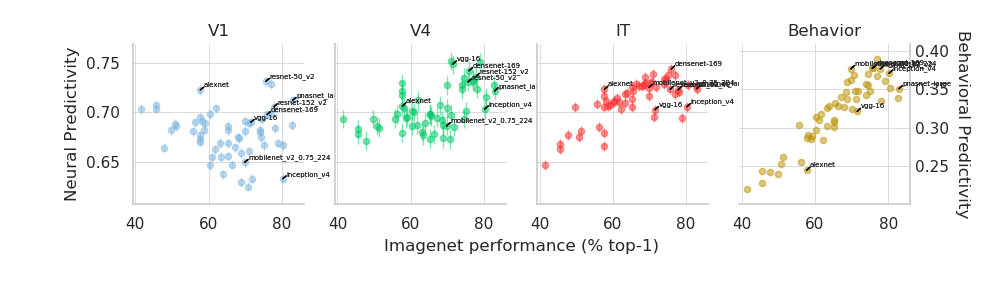 V1
V4
IT
Behavior
Neural Predictivity
0.75
0.70
0.65
resnet-50_v2
alexnet
pnasnet_la
resnet-152_v2
densenet-169
vgg-16
mobilenet_v2_0.75_224
inception_v4
vgg-16
densenet-169
resnet-152_v2
resnet-50_v2
pnasnet_la
alexnet
inception_v4
mobilenet_v2_0.75_224
densenet-169
alexnet
mobilenet_v2_0.75_224
vgg-16
inception_v4
inception_v4
pnasnet_large
vgg-16
alexnet
0.40
0.35
0.30
0.25
Behavioral Predictivity
40 60 80
40 60 80
40 60 80
40 60 80
Imagenet performance (% top-1)